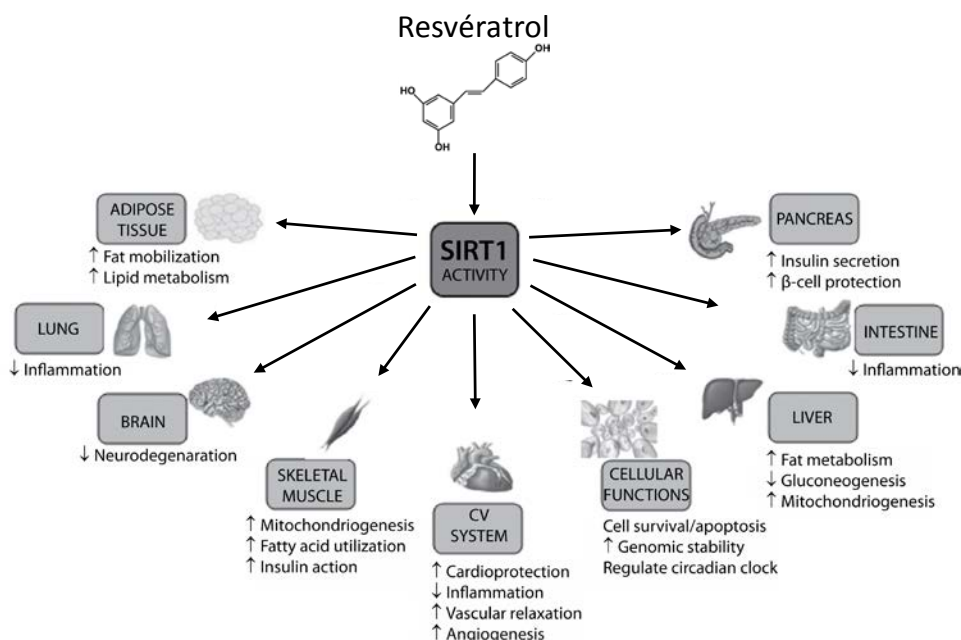 Resvératrol
OH
HO
OH
SIRT1
ACTIVITY
ADIPOSE
TISSUE
↑ Fat mobilization
↑ Lipid metabolism
LUNG
↓ Inflammation
BRAIN
↓ Neurodegenaration
SKELETAL
MUSCLE
↑ Mitochondriogenesis
↑ Fatty acid utilization
↑ Insulin action
CV
SYSTEM
↑ Cardioprotection
↓ Inflammation
↑ Vascular relaxation
↑ Angiogenesis
CELLULAR
FUNCTIONS
Cell survival/apoptosis
↑ Genomic stability
Regulate circadian clock
LIVER
↑ Fat metabolism
↓ Gluconeogenesis
↑ Mitochondriogenesis
INTESTINE
↓ Inflammation
PANCREAS
↑ Insulin secretion
↑ β-cell protection